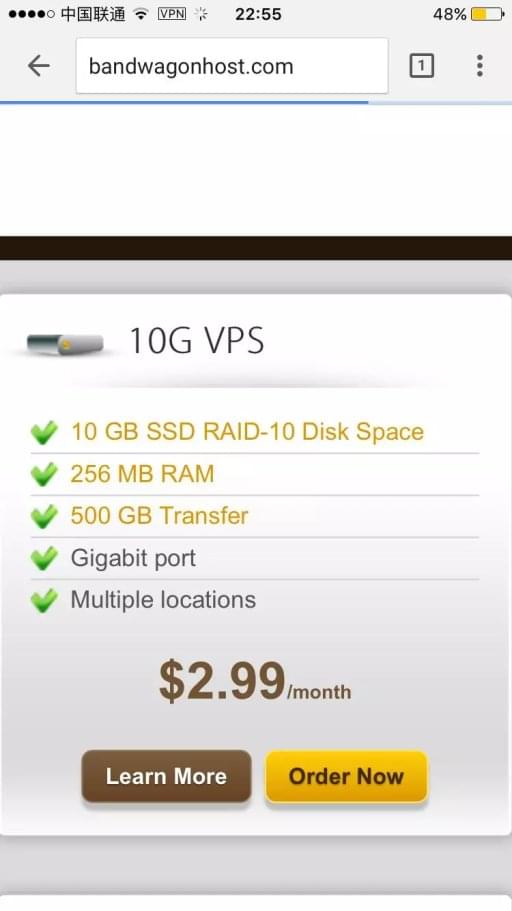 中国联通 VPN 22:55 48%
bandwagonhost.com 1
10G VPS
10 GB SSD RAID-10 Disk Space
256 MB RAM
500 GB Transfer
Gigabit port
Multiple locations
$2.99/month
Learn More Order Now